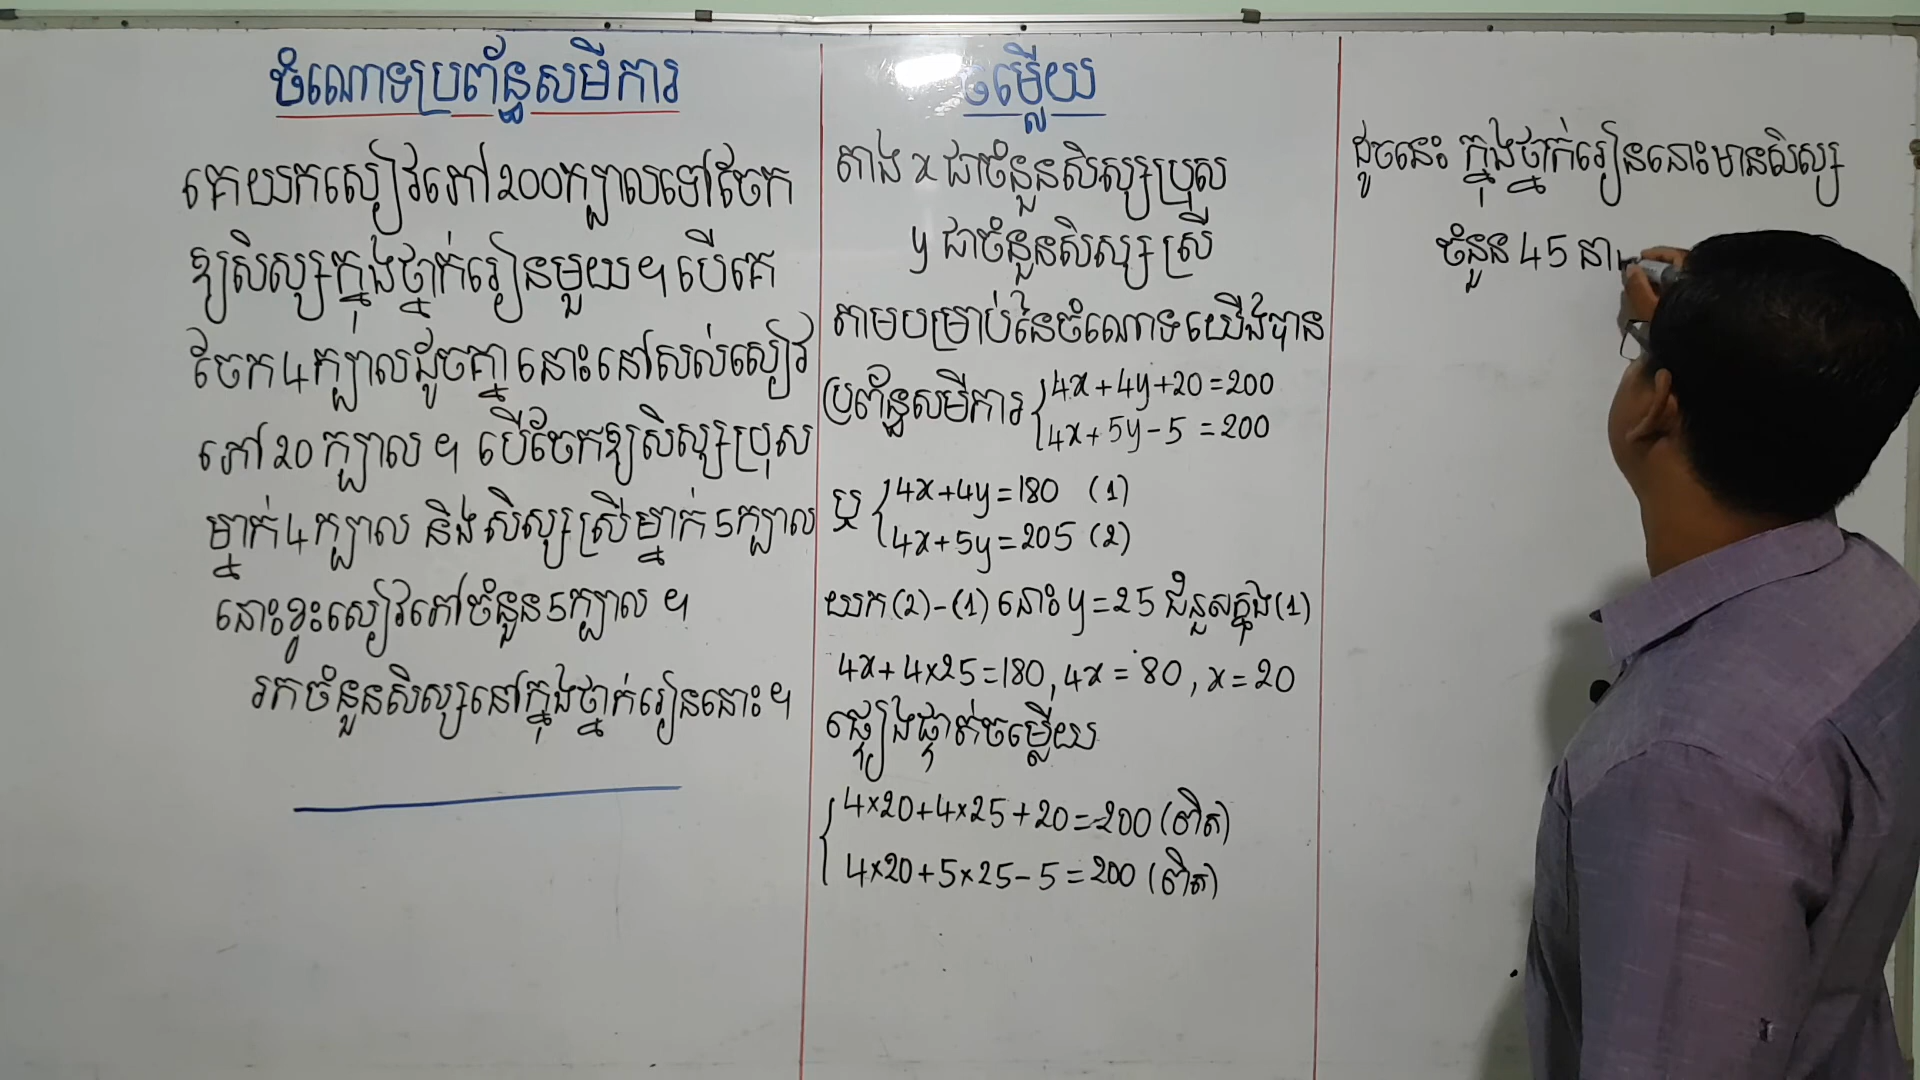 ចំណោទប្រព័ន្ធសមីការ
គេយកសៀវភៅ 200ក្បាលទៅចែក
ឱ្យសិស្សក្នុងថ្នាក់រៀនមួយ។ បើគេ
ចែក 4 ក្បាលដូចគ្នា នោះនៅសល់សៀវ
ភៅ 20 ក្បាល ។ បើចែកឱ្យសិស្សប្រុស
ម្នាក់ 4 ក្បាល និង សិស្សស្រីម្នាក់ 5 ក្បាល
នោះខ្វះសៀវភៅចំនួន 5 ក្បាល ។
រកចំនួនសិស្សនៅក្នុងថ្នាក់រៀននោះ ។
ចម្លើយ
តាង x ជាចំនួនសិស្សប្រុស
y ជាចំនួនសិស្សស្រី
តាមបម្រាប់នៃចំណោទ យើងបាន
ប្រព័ន្ធសមីការ { 4x+4y+20=200
4x+5y-5=200
ឬ { 4x+4y=180 (1)
4x+5y=205 (2)
យក (2)-(1) នោះ y=25 ជំនួសក្នុង (1)
4x+4×25=180, 4x=80, x=20
ផ្ទៀងផ្ទាត់ចម្លើយ
{ 4×20+4×25+20=200 (ពិត)
4×20+5×25-5=200 (ពិត)
ដូចនេះ ក្នុងថ្នាក់រៀននោះមានសិស្ស
ចំនួន 45 នា